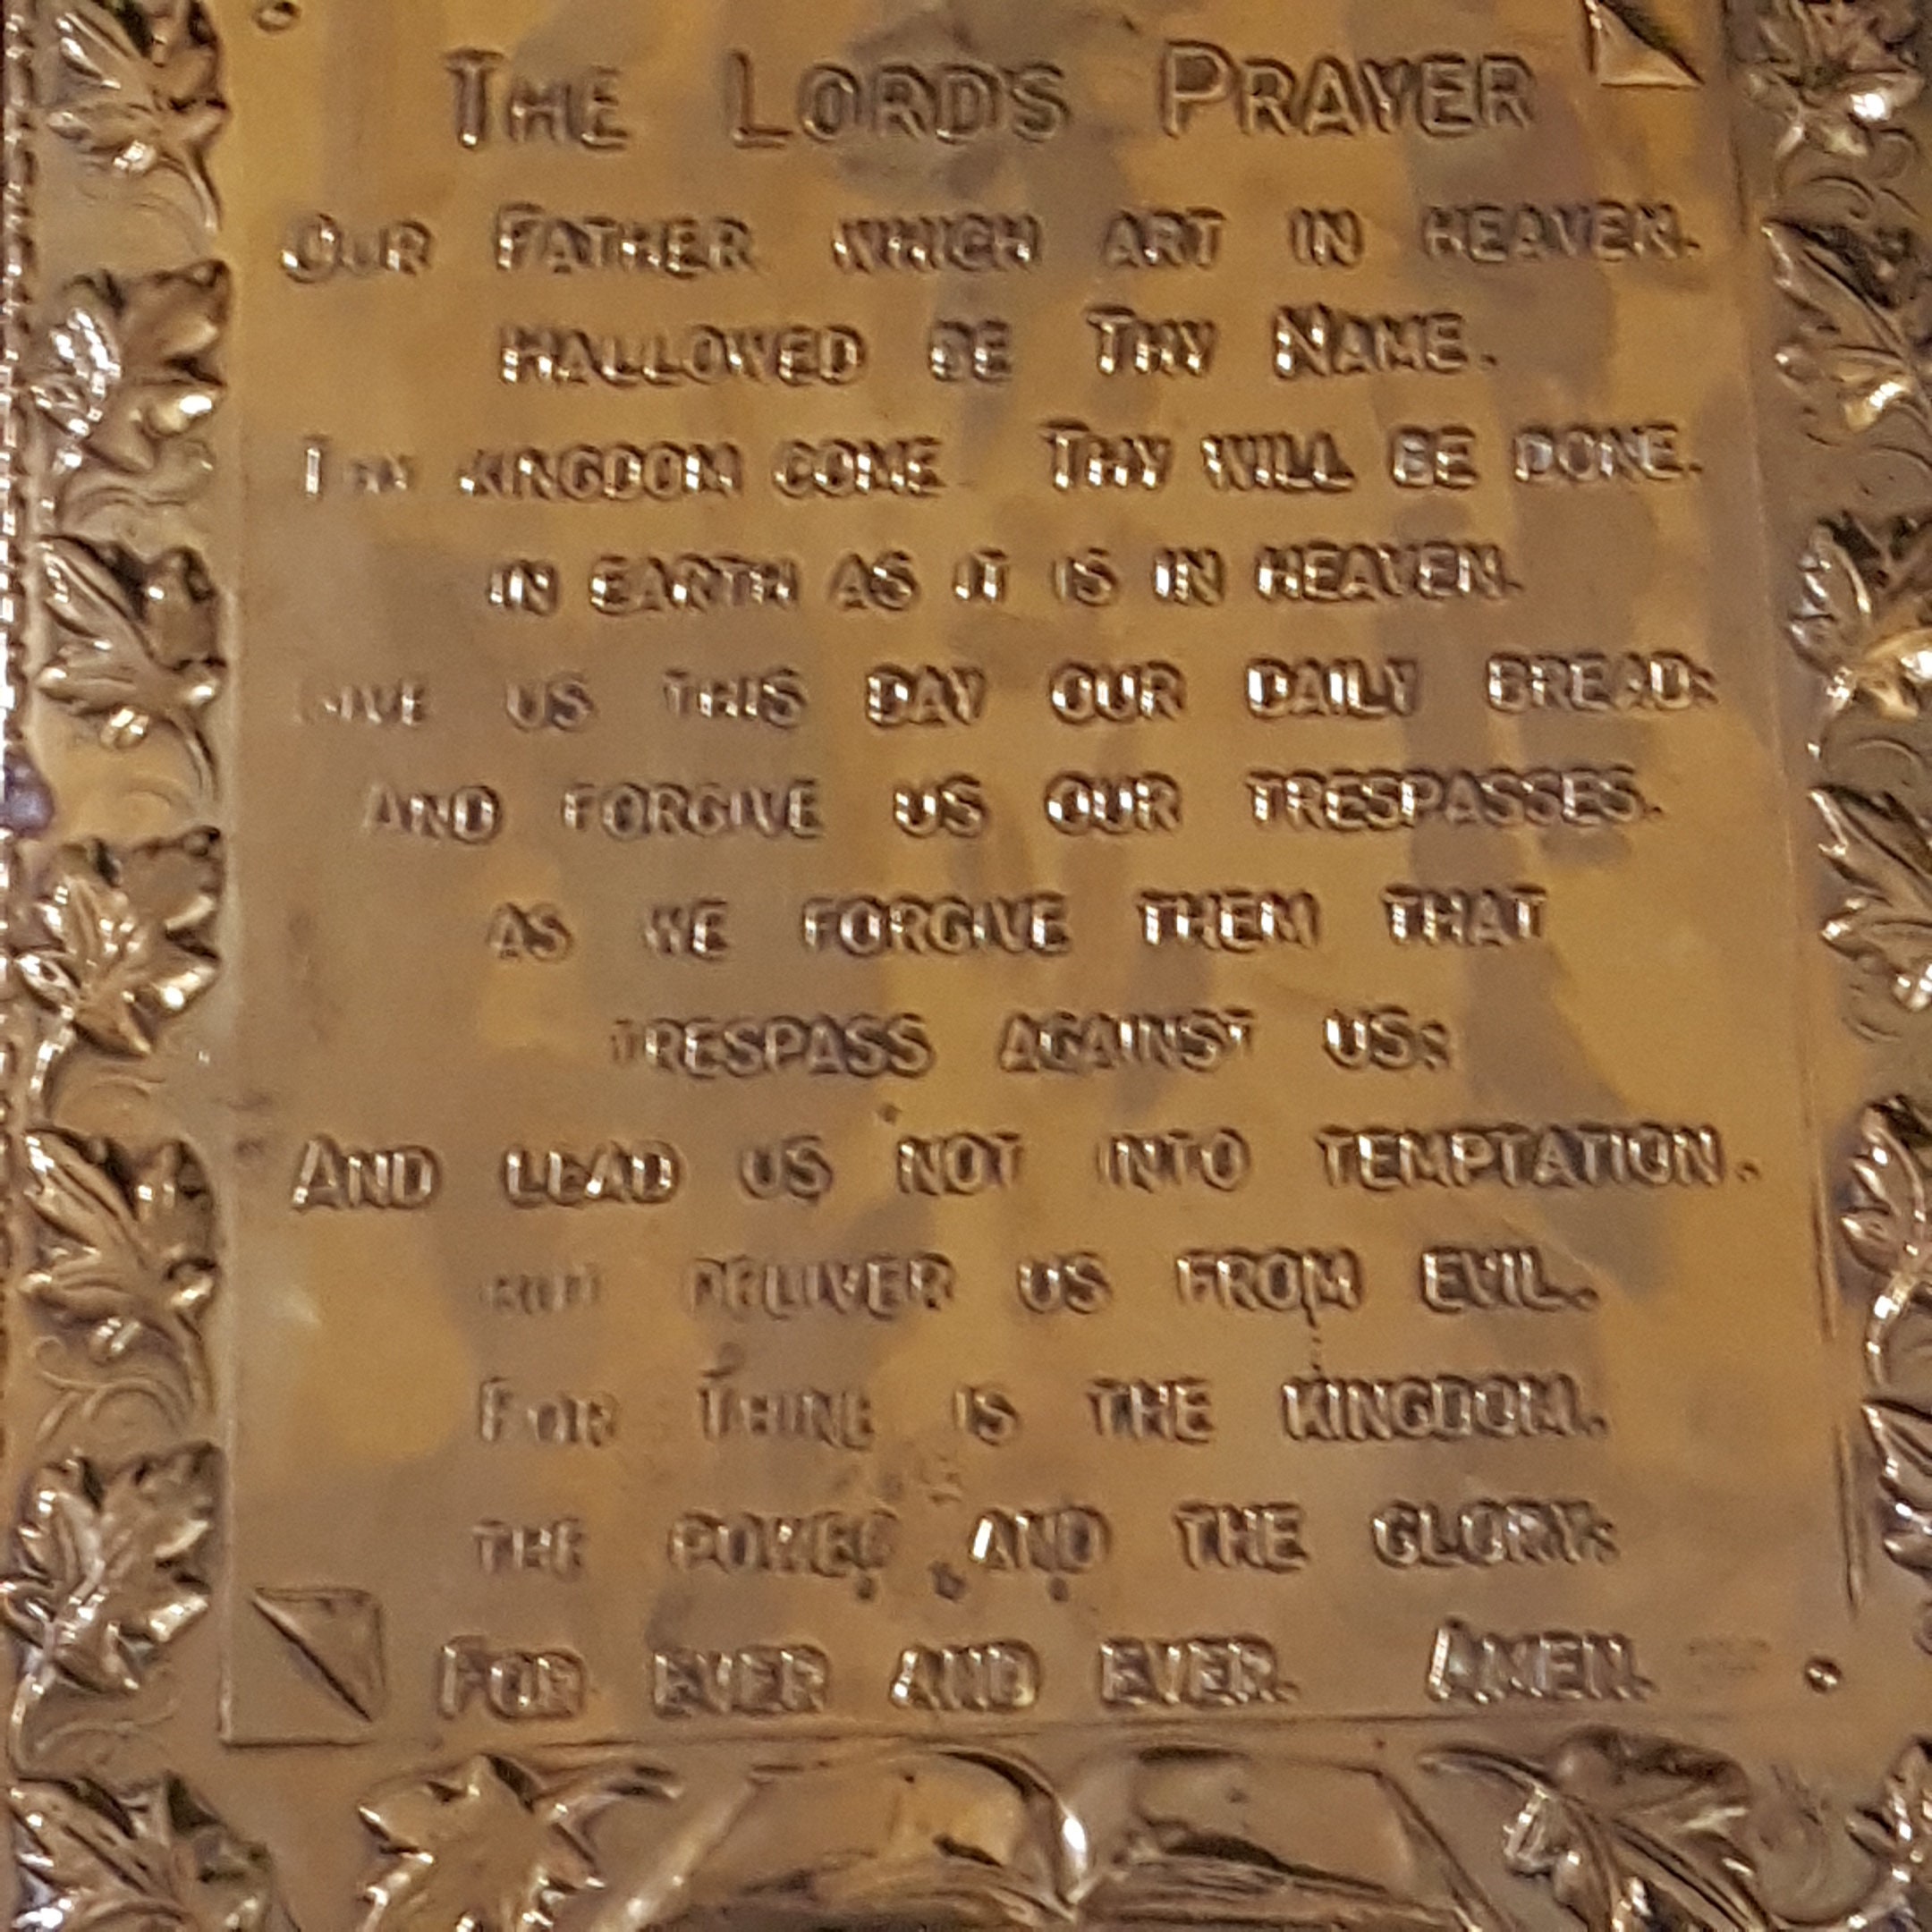 THE LORDS PRAYER
OUR FATHER WHICH ART IN HEAVEN.
HALLOWED BE THY NAME.
THY KINGDOM COME THY WILL BE DONE.
IN EARTH AS IT IS IN HEAVEN.
GIVE US THIS DAY OUR DAILY BREAD:
AND FORGIVE US OUR TRESPASSES.
AS WE FORGIVE THEM THAT
TRESPASS AGAINST US:
AND LEAD US NOT INTO TEMPTATION.
BUT DELIVER US FROM EVIL.
FOR THINE IS THE KINGDOM.
THE POWER AND THE GLORY:
FOR EVER AND EVER. AMEN.